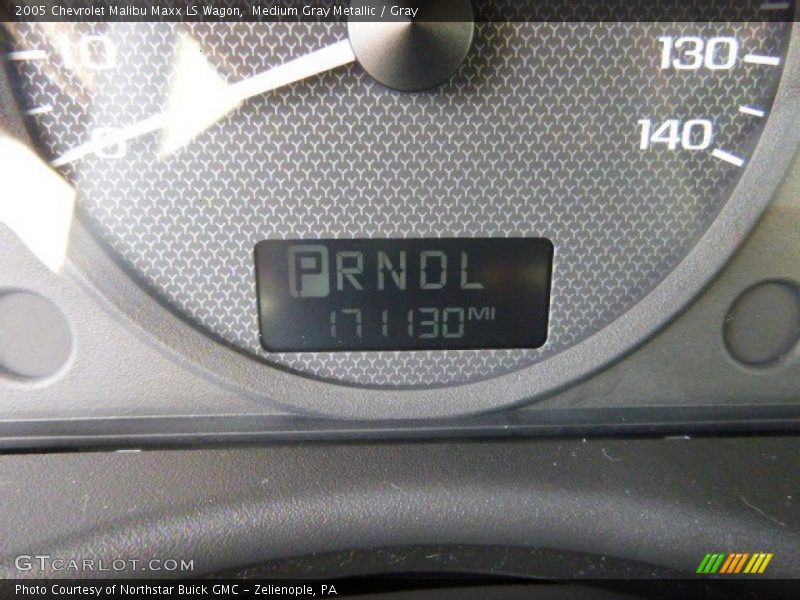 2005 Chevrolet Malibu Maxx LS Wagon,  Medium Gray Metallic / Gray
10
130
0
140
PRNDL
171130 MI
GTCARLOT.COM
Photo Courtesy of Northstar Buick GMC - Zelienople, PA